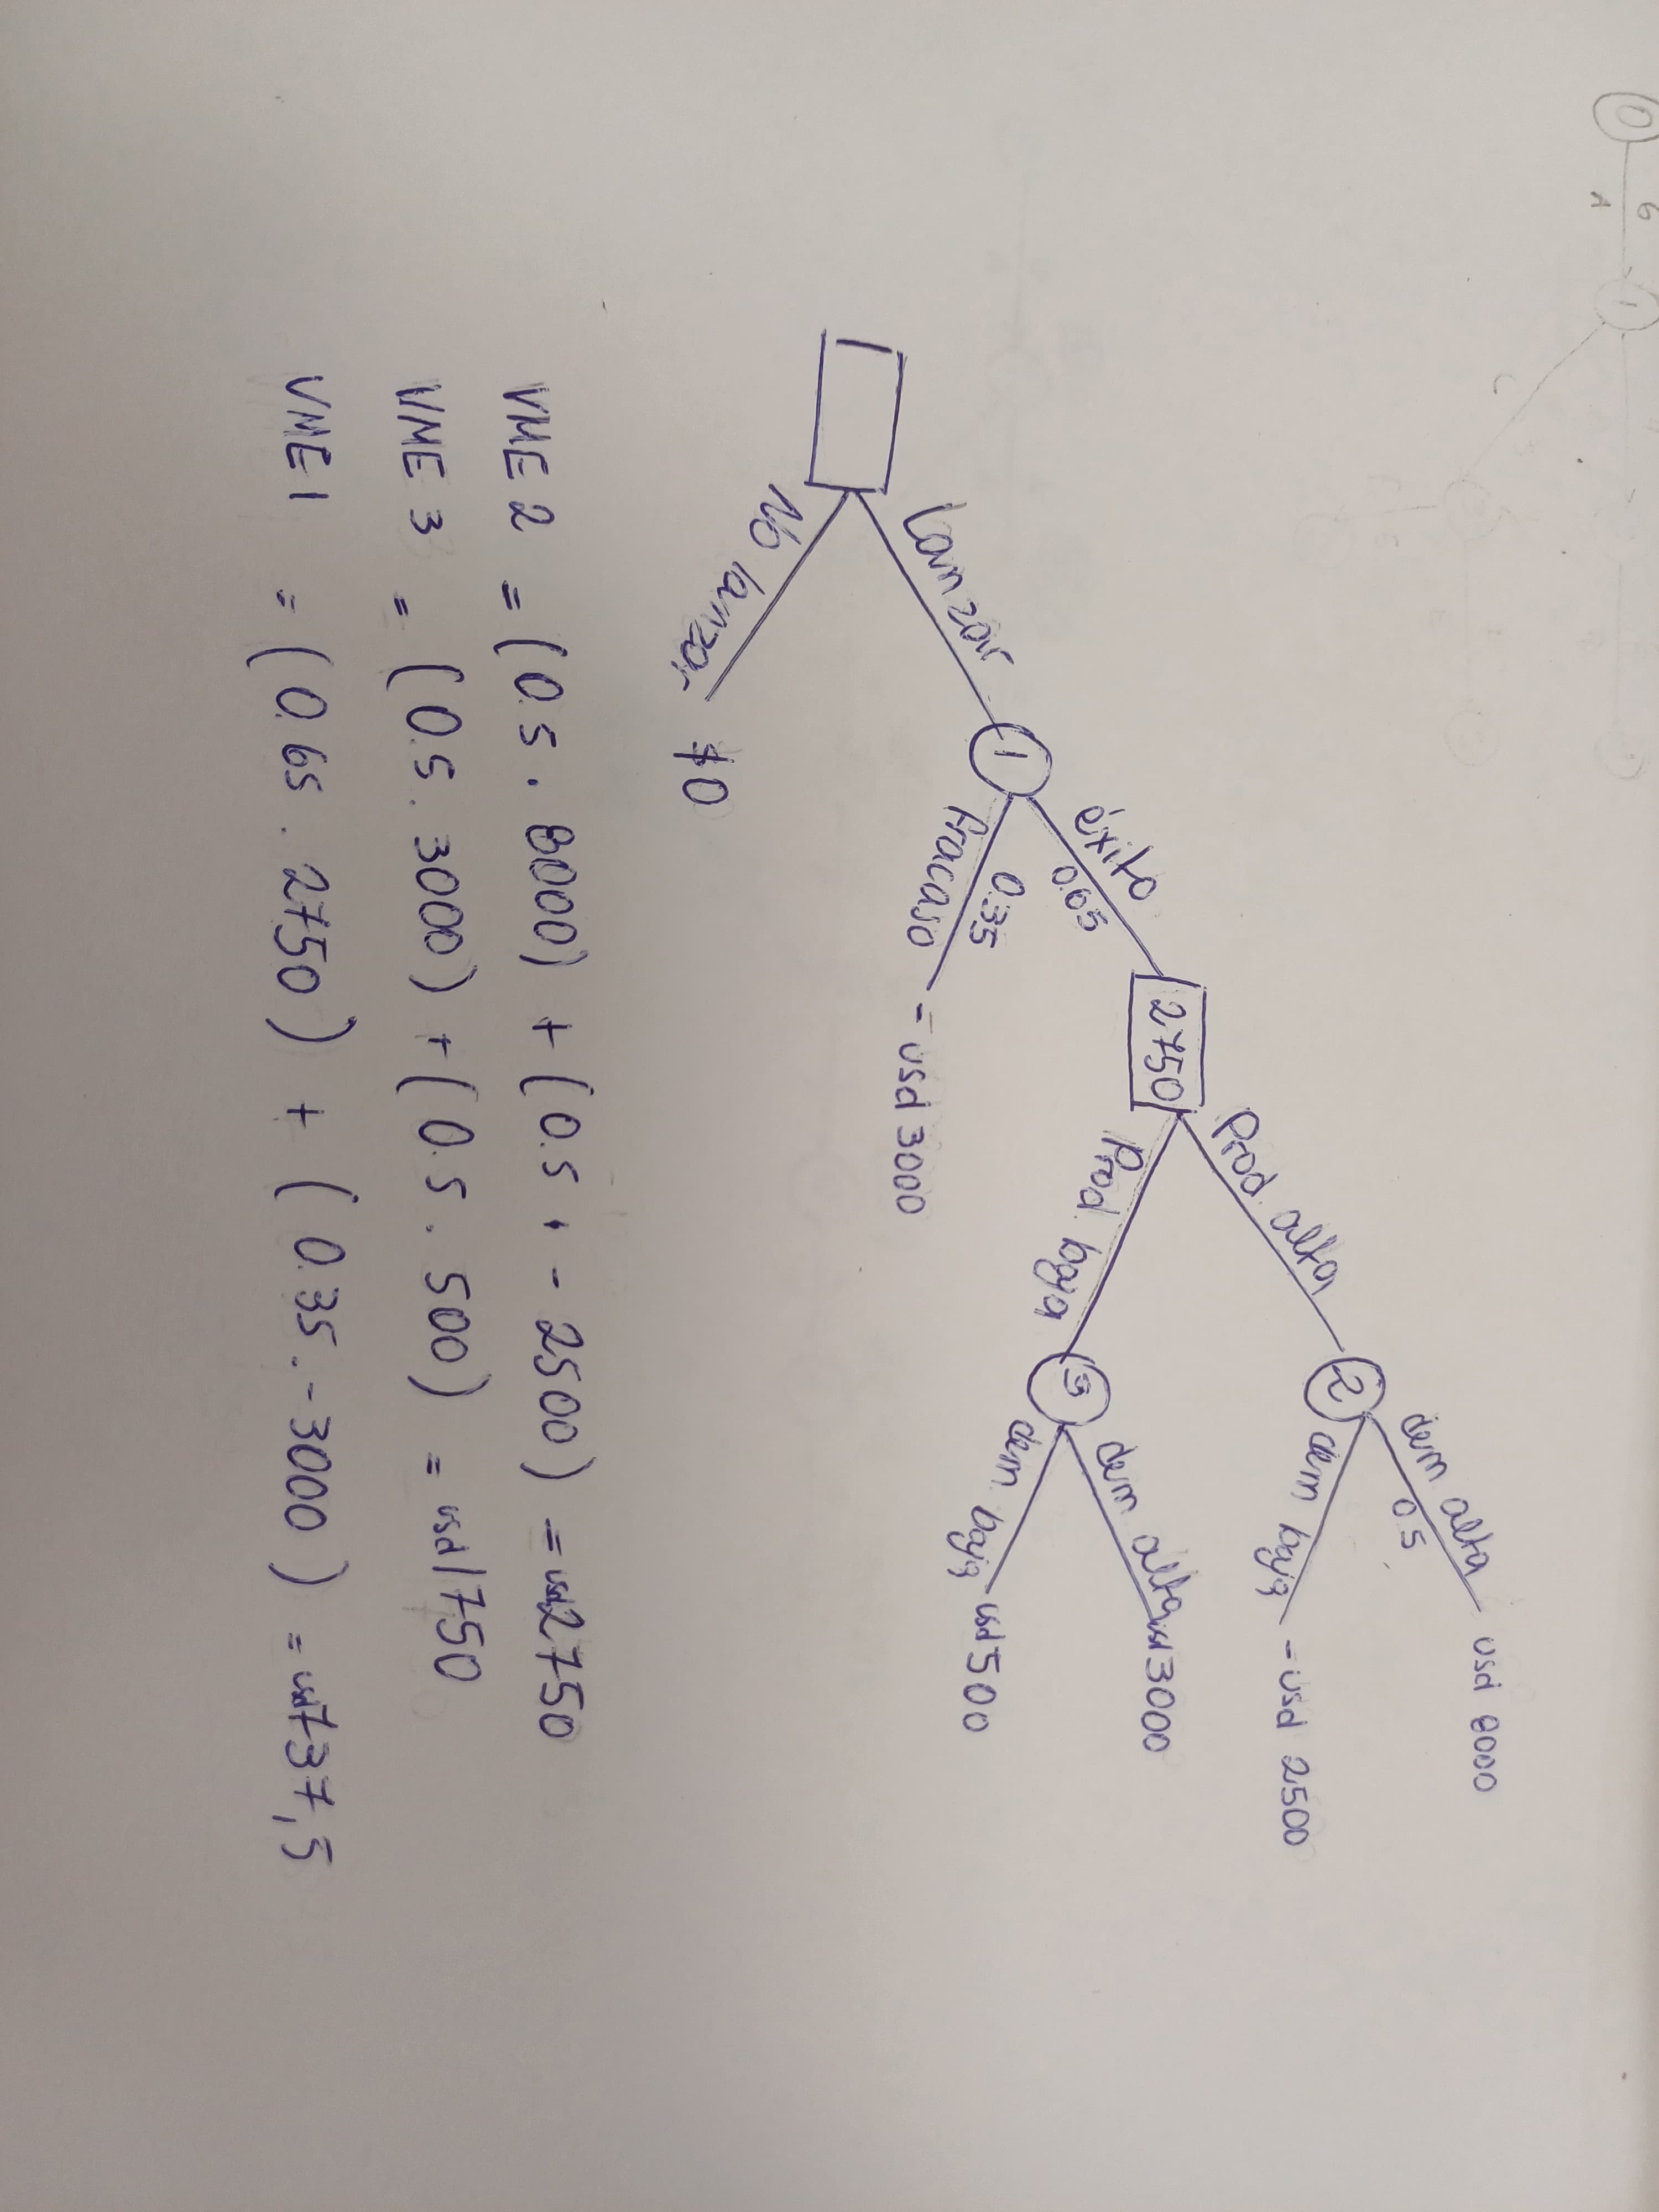 6
0
1
A
C
dem alta usd 8000
0.5
2
dem baja - usd 2500
Prod. alta
2750
dem alta usd 3000
éxito
0.65
Prod. baja
3
dem baja usd 500
1
0.35
fracaso - usd 3000
Lanzar
No lanzar $0
VME 2 = (0.5 . 8000) + (0.5 . - 2500) = usd 2750
VME 3 = (0.5 . 3000) + (0.5 . 500) = usd 1750
VME 1 = (0.65 . 2750) + (0.35 . - 3000) = usd 737,5